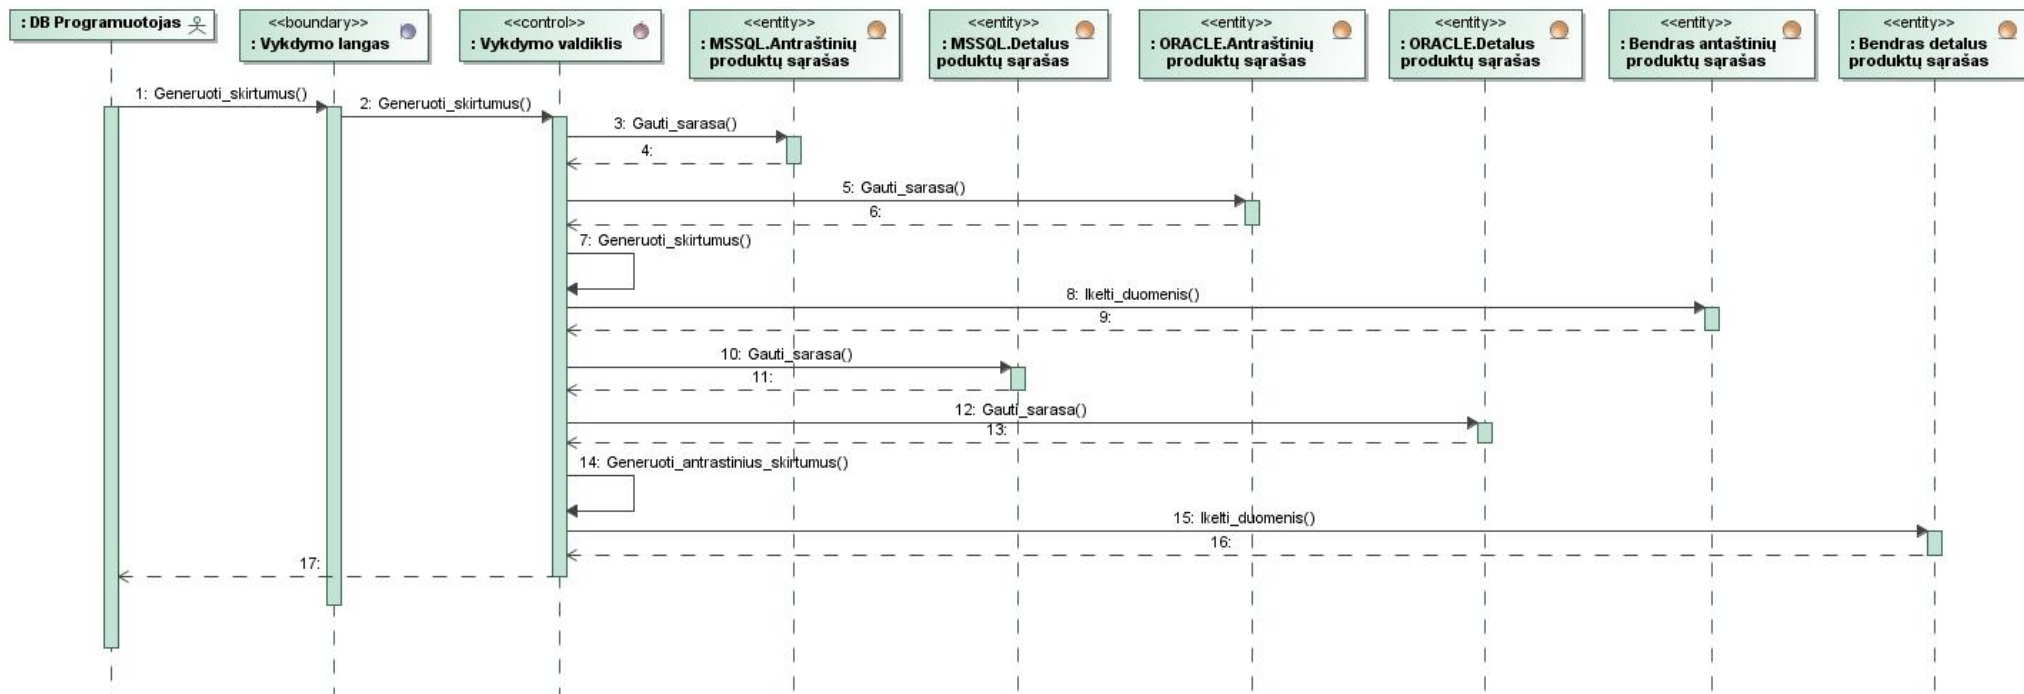 : DB Programuotojas
<<boundary>>
: Vykdymo langas
<<control>>
: Vykdymo valdiklis
<<entity>>
: MSSQL.Antraštinių
produktų sąrašas
<<entity>>
: MSSQL.Detalus
poduktų sąrašas
<<entity>>
: ORACLE.Antraštinių
produktų sąrašas
<<entity>>
: ORACLE.Detalus
produktų sąrašas
<<entity>>
: Bendras antaštinių
produktų sąrašas
<<entity>>
: Bendras detalus
produktų sąrašas
1: Generuoti_skirtumus()
2: Generuoti_skirtumus()
3: Gauti_sarasa()
4:
5: Gauti_sarasa()
6:
7: Generuoti_skirtumus()
8: Ikelti_duomenis()
9:
10: Gauti_sarasa()
11:
12: Gauti_sarasa()
13:
14: Generuoti_antrastinius_skirtumus()
15: Ikelti_duomenis()
16:
17: